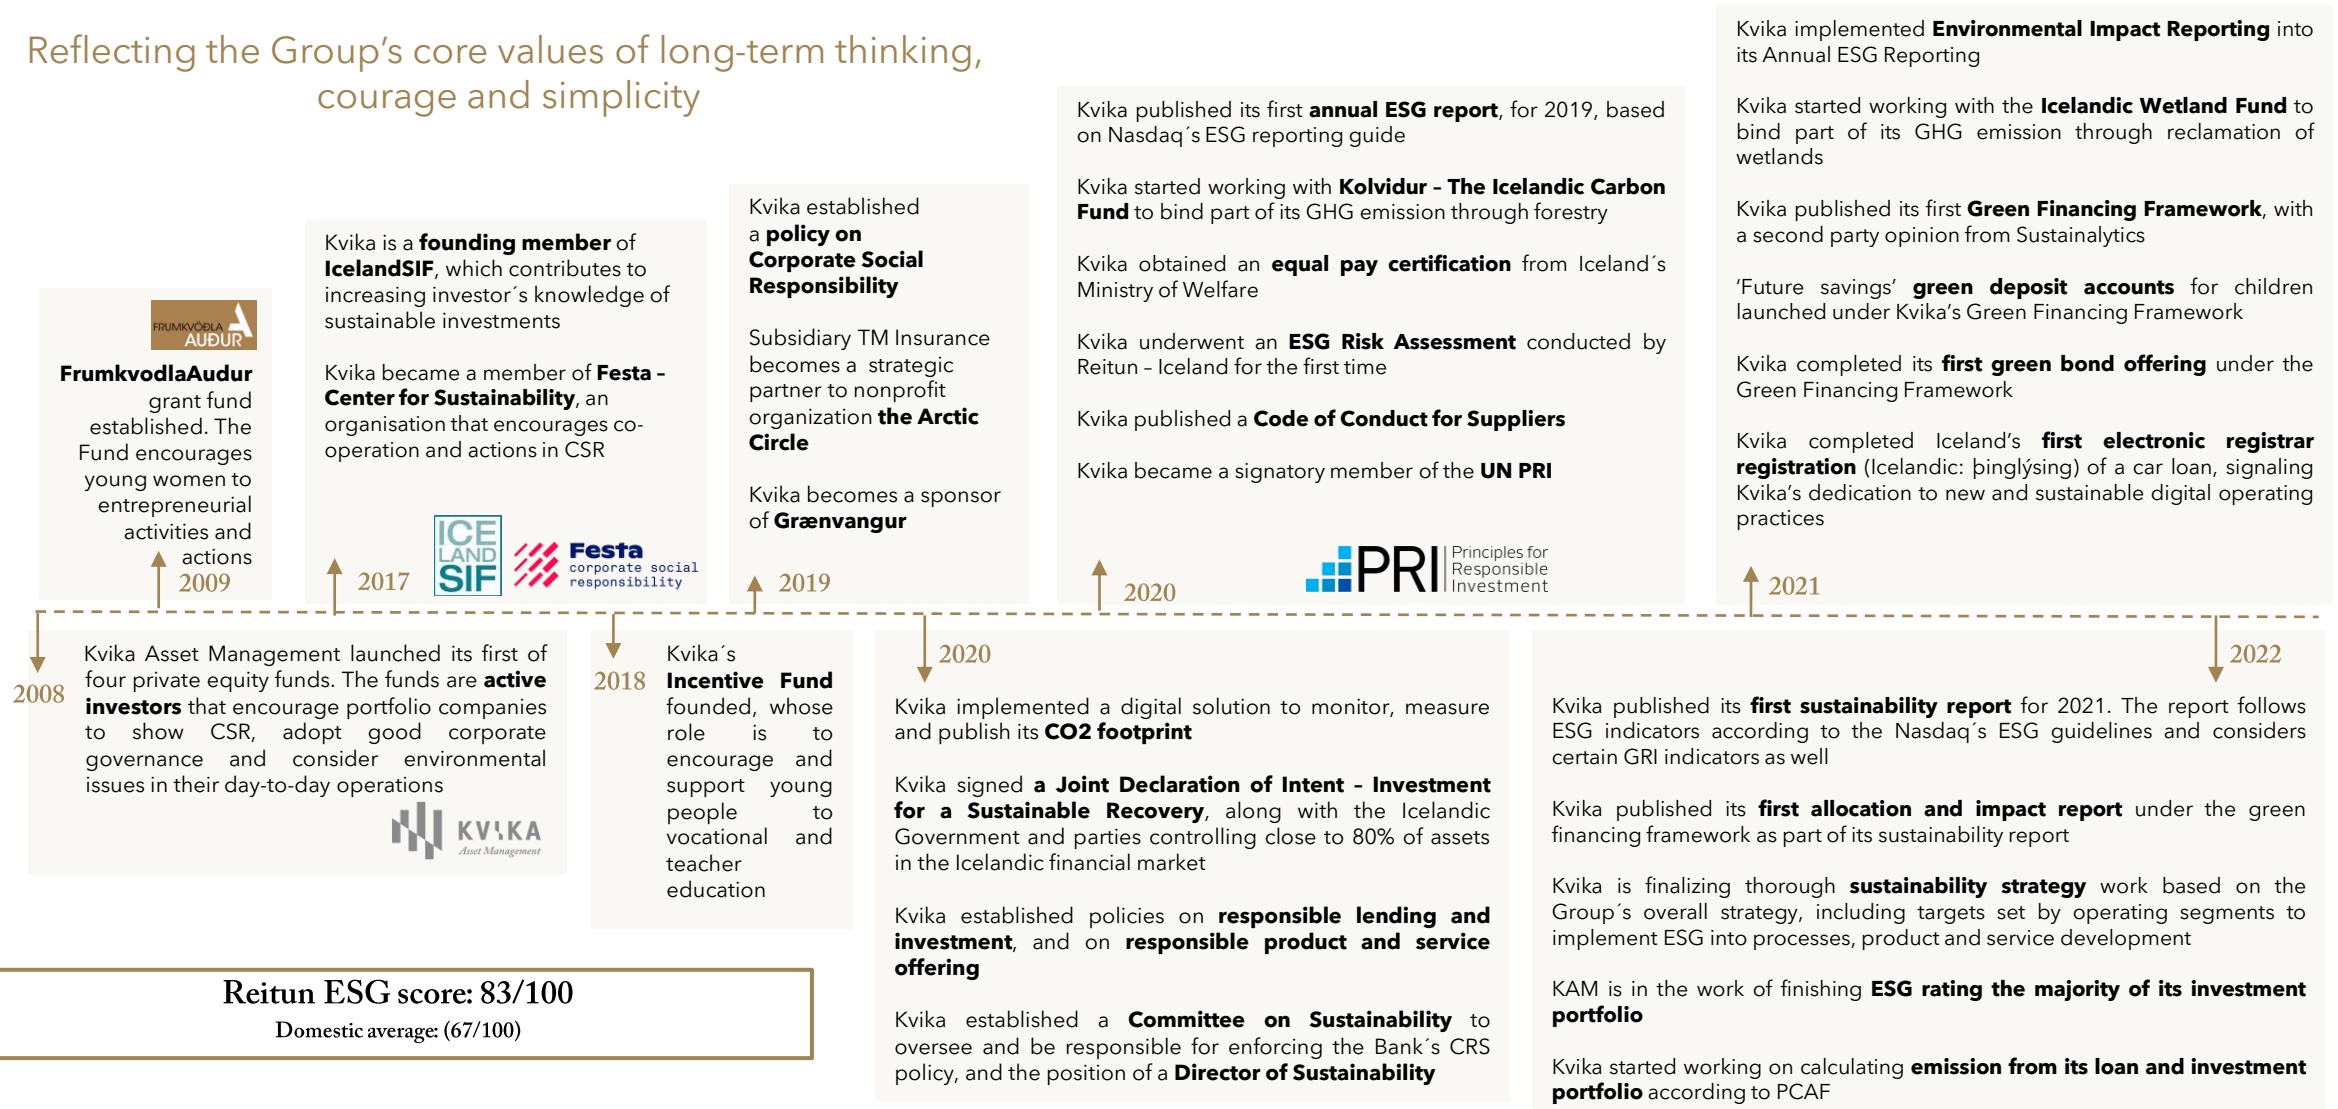 Reflecting the Group's core values of long-term thinking,
courage and simplicity
FRUMKVÖÐLA
AUÐUR
FrumkvodlaAudur
grant fund
established. The
Fund encourages
young women to
entrepreneurial
activities and
actions
2009
Kvika is a founding member of
IcelandSIF, which contributes to
increasing investor´s knowledge of
sustainable investments
Kvika became a member of Festa –
Center for Sustainability, an
organisation that encourages co-
operation and actions in CSR
ICE
LAND
SIF
Festa
corporate social
responsibility
2017
Kvika established
a policy on
Corporate Social
Responsibility
Subsidiary TM Insurance
becomes a strategic
partner to nonprofit
organization the Arctic
Circle
Kvika becomes a sponsor
of Grænvangur
2019
Kvika published its first annual ESG report, for 2019, based
on Nasdaq´s ESG reporting guide
Kvika started working with Kolvidur – The Icelandic Carbon
Fund to bind part of its GHG emission through forestry
Kvika obtained an equal pay certification from Iceland´s
Ministry of Welfare
Kvika underwent an ESG Risk Assessment conducted by
Reitun – Iceland for the first time
Kvika published a Code of Conduct for Suppliers
Kvika became a signatory member of the UN PRI
PRI
Principles for
Responsible
Investment
2020
Kvika implemented Environmental Impact Reporting into
its Annual ESG Reporting
Kvika started working with the Icelandic Wetland Fund to
bind part of its GHG emission through reclamation of
wetlands
Kvika published its first Green Financing Framework, with
a second party opinion from Sustainalytics
'Future savings' green deposit accounts for children
launched under Kvika's Green Financing Framework
Kvika completed its first green bond offering under the
Green Financing Framework
Kvika completed Iceland's first electronic registrar
registration (Icelandic: þinglýsing) of a car loan, signaling
Kvika's dedication to new and sustainable digital operating
practices
2021
2008
Kvika Asset Management launched its first of
four private equity funds. The funds are active
investors that encourage portfolio companies
to show CSR, adopt good corporate
governance and consider environmental
issues in their day-to-day operations
KVIKA
Asset Management
2018
Kvika´s
Incentive Fund
founded, whose
role is to
encourage and
support young
people to
vocational and
teacher
education
2020
Kvika implemented a digital solution to monitor, measure
and publish its CO2 footprint
Kvika signed a Joint Declaration of Intent – Investment
for a Sustainable Recovery, along with the Icelandic
Government and parties controlling close to 80% of assets
in the Icelandic financial market
Kvika established policies on responsible lending and
investment, and on responsible product and service
offering
Kvika established a Committee on Sustainability to
oversee and be responsible for enforcing the Bank´s CRS
policy, and the position of a Director of Sustainability
2022
Kvika published its first sustainability report for 2021. The report follows
ESG indicators according to the Nasdaq´s ESG guidelines and considers
certain GRI indicators as well
Kvika published its first allocation and impact report under the green
financing framework as part of its sustainability report
Kvika is finalizing thorough sustainability strategy work based on the
Group´s overall strategy, including targets set by operating segments to
implement ESG into processes, product and service development
KAM is in the work of finishing ESG rating the majority of its investment
portfolio
Kvika started working on calculating emission from its loan and investment
portfolio according to PCAF
Reitun ESG score: 83/100
Domestic average: (67/100)